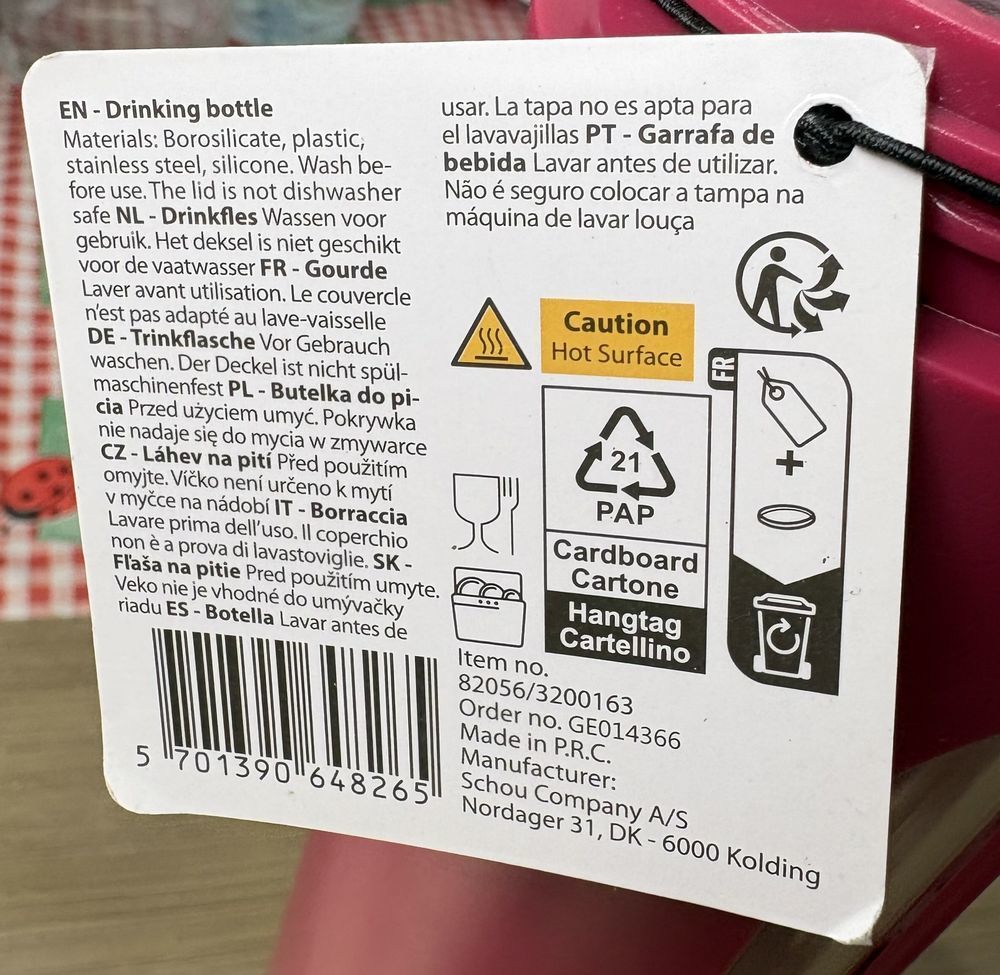 EN - Drinking bottle
Materials: Borosilicate, plastic,
stainless steel, silicone. Wash be-
fore use. The lid is not dishwasher
safe NL - Drinkfles Wassen voor
gebruik. Het deksel is niet geschikt
voor de vaatwasser FR - Gourde
Laver avant utilisation. Le couvercle
n'est pas adapté au lave-vaisselle
DE - Trinkflasche Vor Gebrauch
waschen. Der Deckel ist nicht spül-
maschinenfest PL - Butelka do pi-
cia Przed użyciem umyć. Pokrywka
nie nadaje się do mycia w zmywarce
CZ - Láhev na pití Před použitím
omyjte. Víčko není určeno k mytí
v myčce na nádobí IT - Borraccia
Lavare prima dell'uso. Il coperchio
non è a prova di lavastoviglie. SK -
Fľaša na pitie Pred použitím umyte.
Veko nie je vhodné do umývačky
riadu ES - Botella Lavar antes de
usar. La tapa no es apta para
el lavavajillas PT - Garrafa de
bebida Lavar antes de utilizar.
Não é seguro colocar a tampa na
máquina de lavar louça
Caution
Hot Surface
FR
21
PAP
Cardboard
Cartone
Hangtag
Cartellino
+
Item no.
82056/3200163
Order no. GE014366
Made in P.R.C.
Manufacturer:
Schou Company A/S
Nordager 31, DK - 6000 Kolding
5 701390 648265